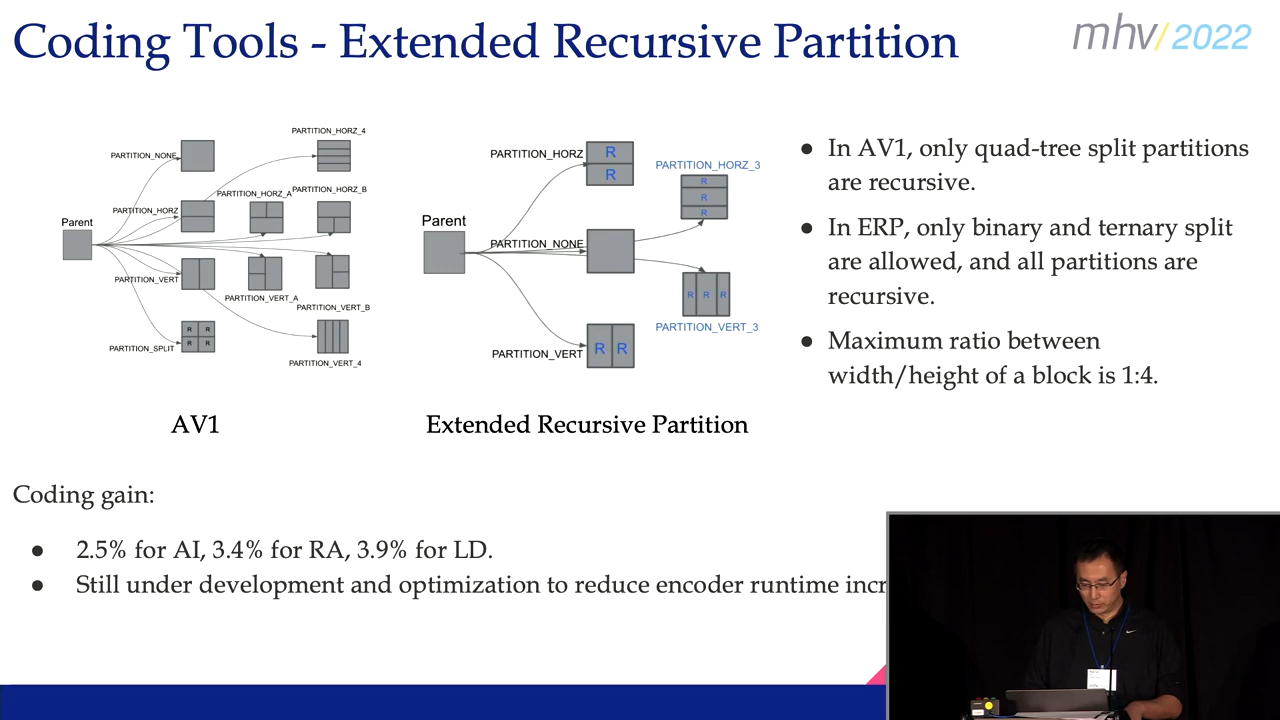 Coding Tools - Extended Recursive Partition
mhv/2022
PARTITION_HORZ_4
PARTITION_NONE
PARTITION_HORZ_A
PARTITION_HORZ_B
PARTITION_HORZ
Parent
PARTITION_VERT
PARTITION_VERT_A
PARTITION_VERT_B
R R
R R
PARTITION_SPLIT
PARTITION_VERT_4
AV1
PARTITION_HORZ
R
R
PARTITION_HORZ_3
R
R
R
Parent
PARTITION_NONE
R R R
PARTITION_VERT_3
PARTITION_VERT
R R
Extended Recursive Partition
● In AV1, only quad-tree split partitions
are recursive.
● In ERP, only binary and ternary split
are allowed, and all partitions are
recursive.
● Maximum ratio between
width/height of a block is 1:4.
Coding gain:
● 2.5% for AI, 3.4% for RA, 3.9% for LD.
● Still under development and optimization to reduce encoder runtime incr